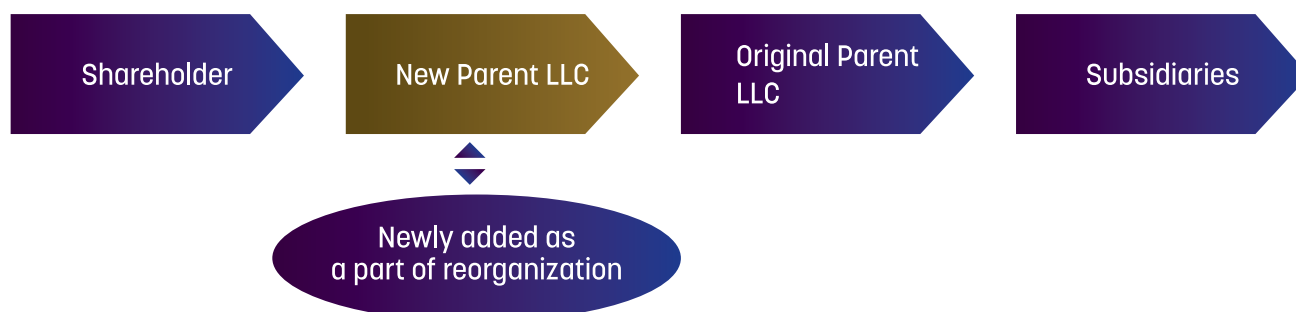 Shareholder
New Parent LLC
Original Parent
LLC
Subsidiaries
Newly added as
a part of reorganization